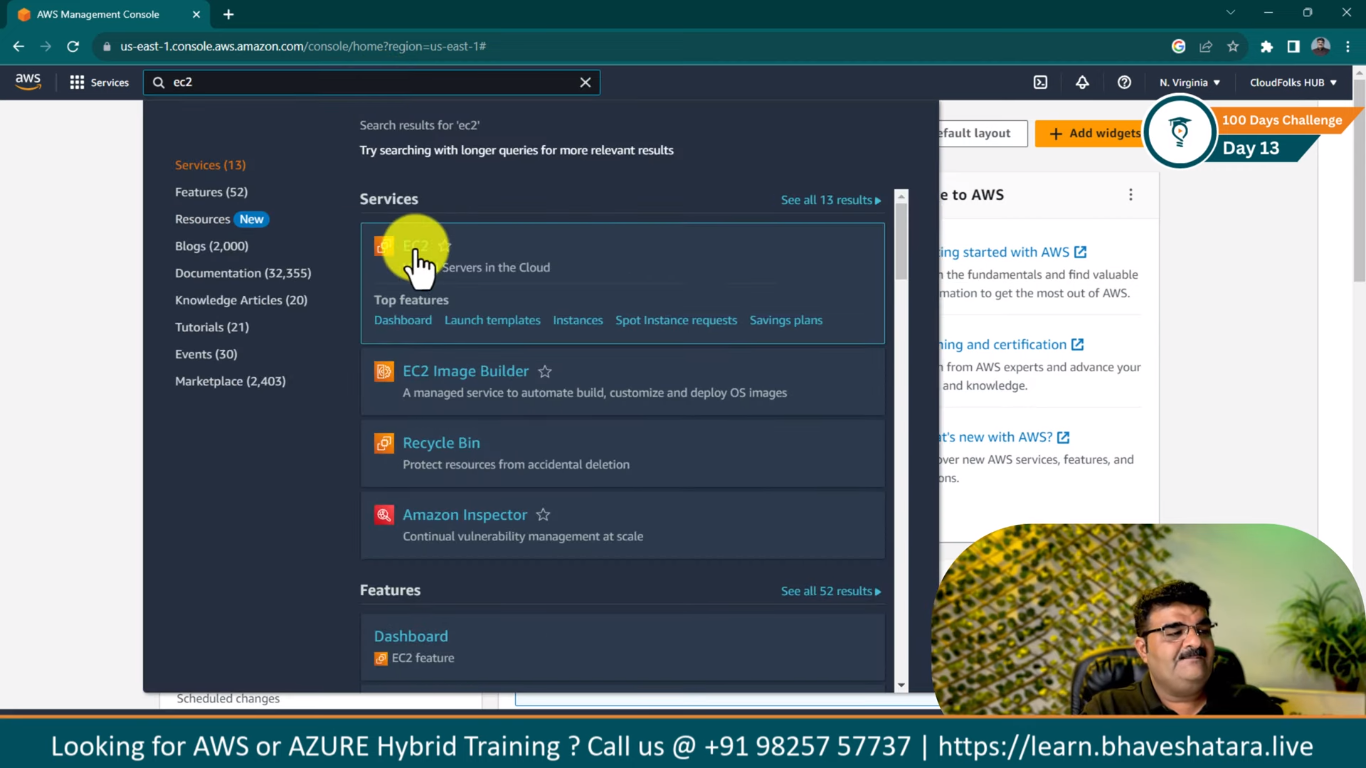 AWS Management Console
us-east-1.console.aws.amazon.com/console/home?region=us-east-1#
aws
Services
ec2
N. Virginia
CloudFolks HUB
100 Days Challenge
Day 13
efault layout
Add widgets
Search results for 'ec2'
Try searching with longer queries for more relevant results
Services (13)
Features (52)
Resources New
Blogs (2,000)
Documentation (32,355)
Knowledge Articles (20)
Tutorials (21)
Events (30)
Marketplace (2,403)
Services
See all 13 results
EC2
Servers in the Cloud
Top features
Dashboard Launch templates Instances Spot Instance requests Savings plans
EC2 Image Builder
A managed service to automate build, customize and deploy OS images
Recycle Bin
Protect resources from accidental deletion
Amazon Inspector
Continual vulnerability management at scale
Features
See all 52 results
Dashboard
EC2 feature
e to AWS
ing started with AWS
n the fundamentals and find valuable
mation to get the most out of AWS.
ning and certification
n from AWS experts and advance your
and knowledge.
t's new with AWS?
over new AWS services, features, and
ons.
Scheduled changes
Looking for AWS or AZURE Hybrid Training ? Call us @ +91 98257 57737 | https://learn.bhaveshatara.live